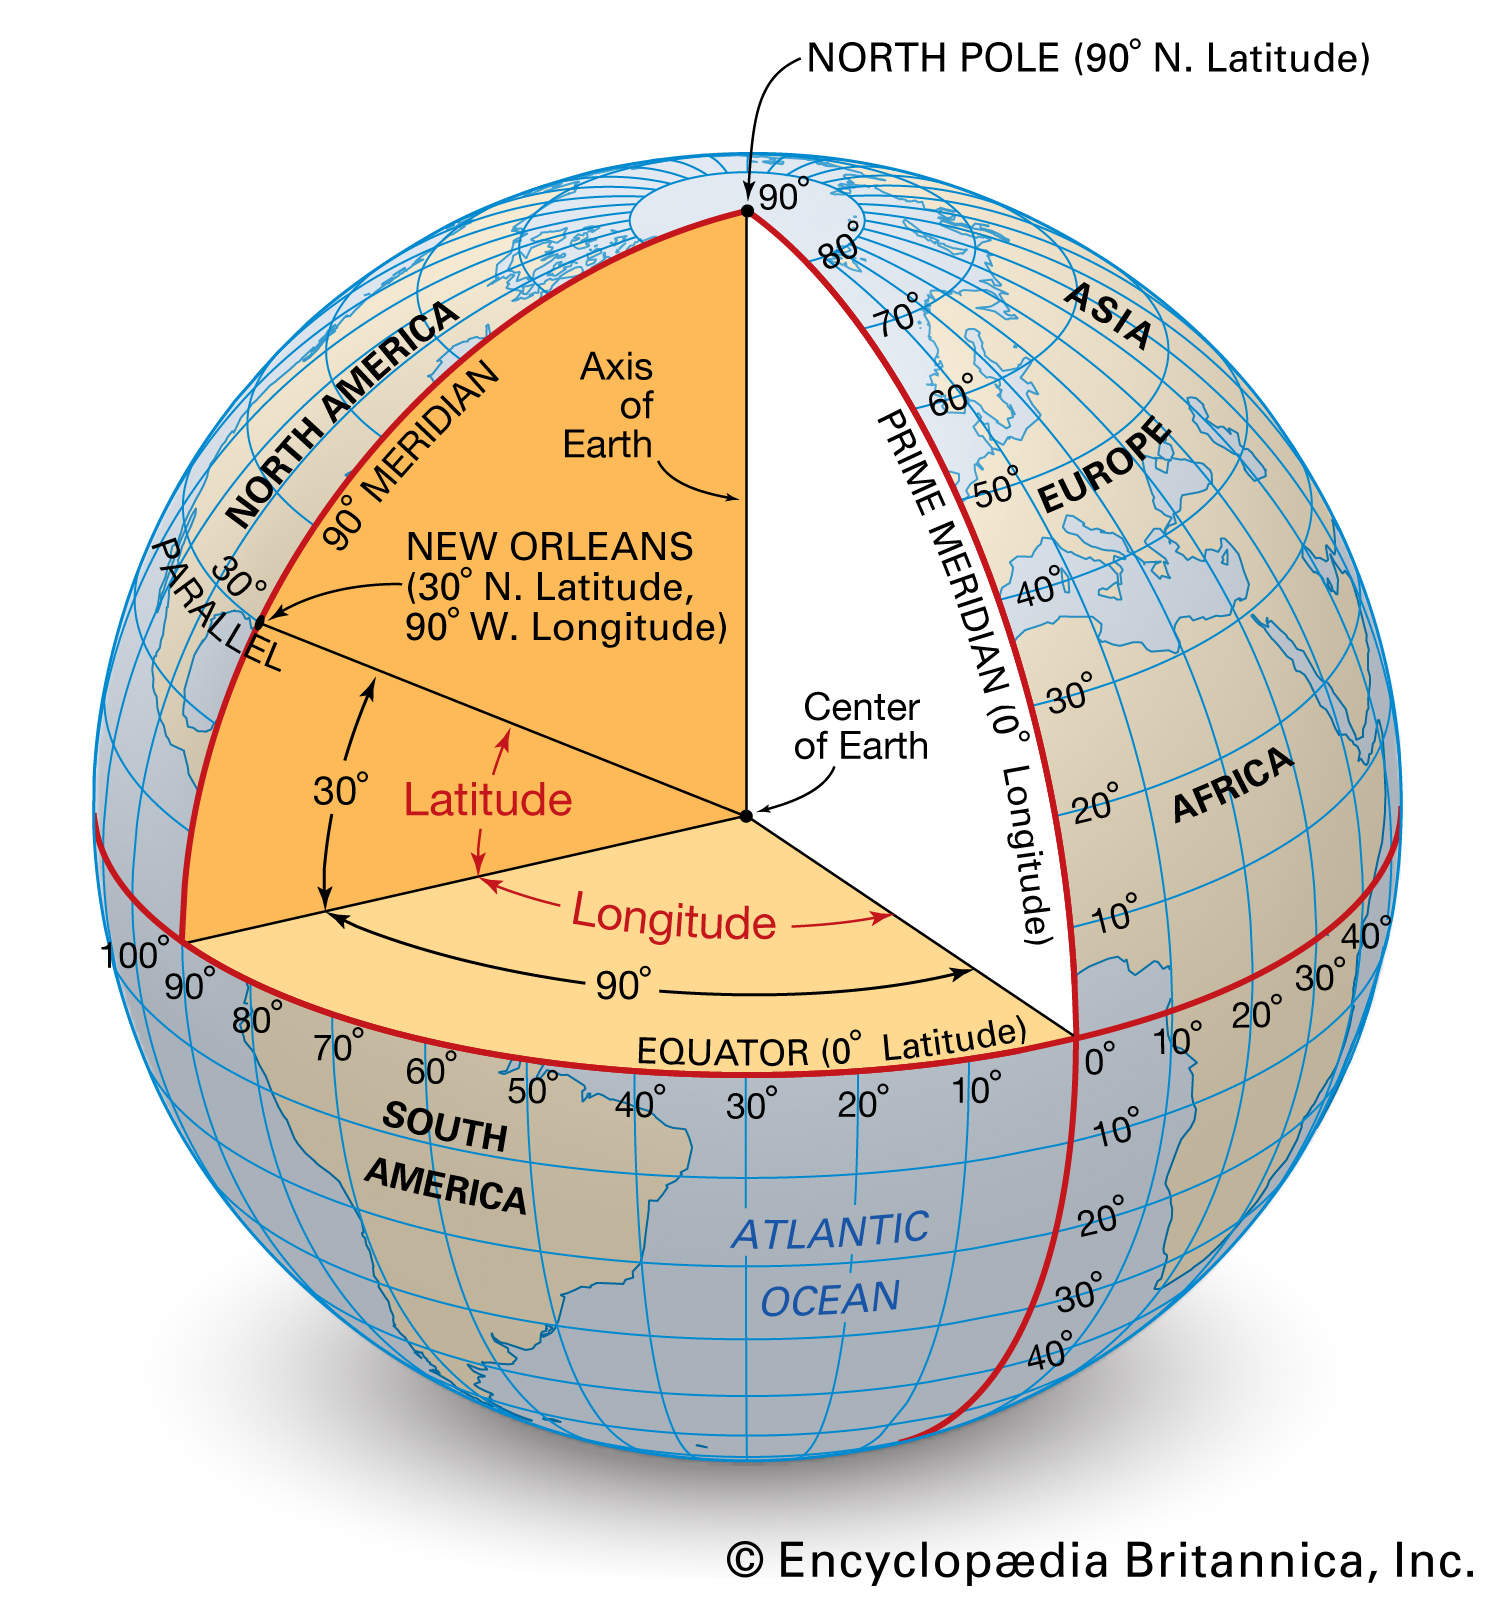 NORTH POLE (90° N. Latitude)
90°
80°
70°
60°
50°
40°
30°
20°
10°
ASIA
EUROPE
AFRICA
NORTH AMERICA
90° MERIDIAN
Axis
of
Earth
PRIME MERIDIAN (0° Longitude)
NEW ORLEANS
(30° N. Latitude,
90° W. Longitude)
30°
PARALLEL
Center
of Earth
30°
Latitude
Longitude
90°
EQUATOR (0° Latitude)
100°
90°
80°
70°
60°
50°
40°
30°
20°
10°
0°
10°
20°
30°
40°
10°
20°
30°
40°
SOUTH
AMERICA
ATLANTIC
OCEAN
© Encyclopædia Britannica, Inc.